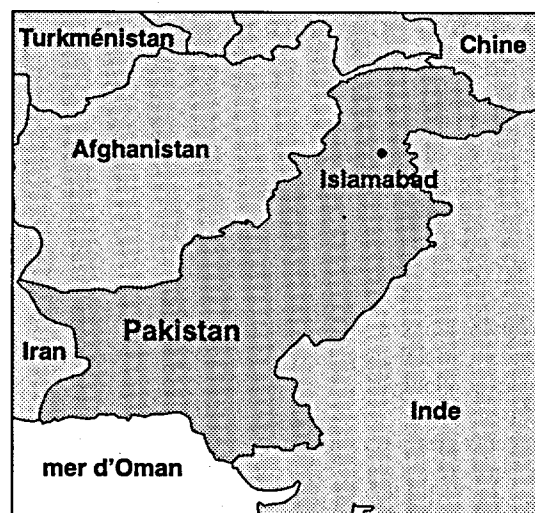 Turkménistan
Chine
Afghanistan
Islamabad
Pakistan
Iran
Inde
mer d'Oman